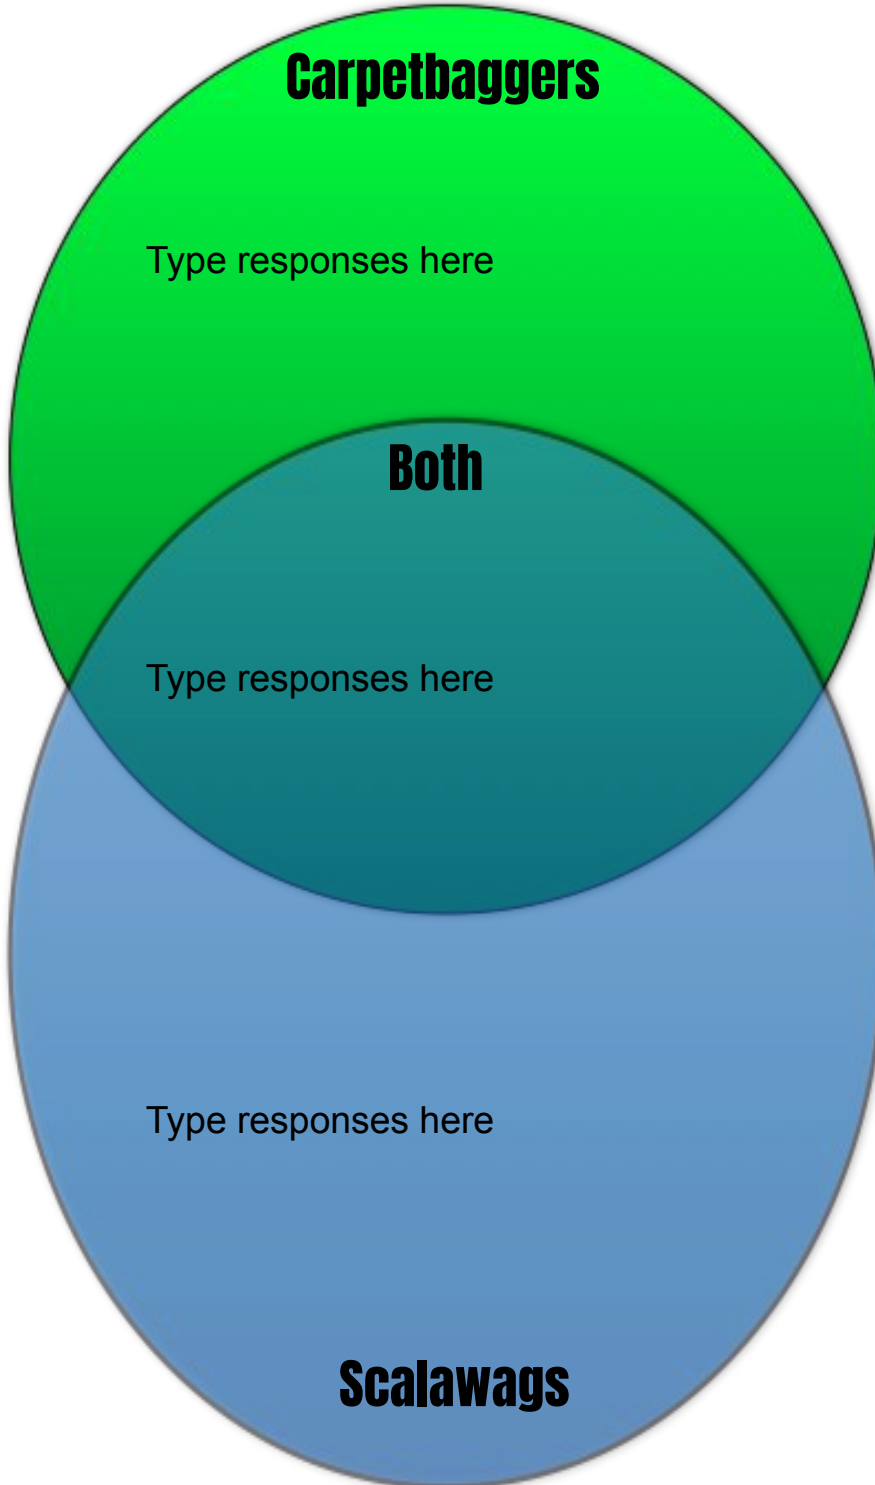 Carpetbaggers
Type responses here
Both
Type responses here
Type responses here
Scalawags